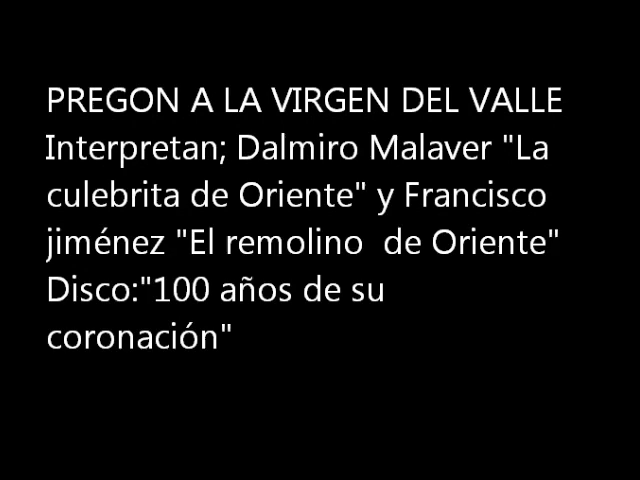 PREGON A LA VIRGEN DEL VALLE
Interpretan; Dalmiro Malaver "La
culebrita de Oriente" y Francisco
jiménez "El remolino  de Oriente"
Disco:"100 años de su
coronación"